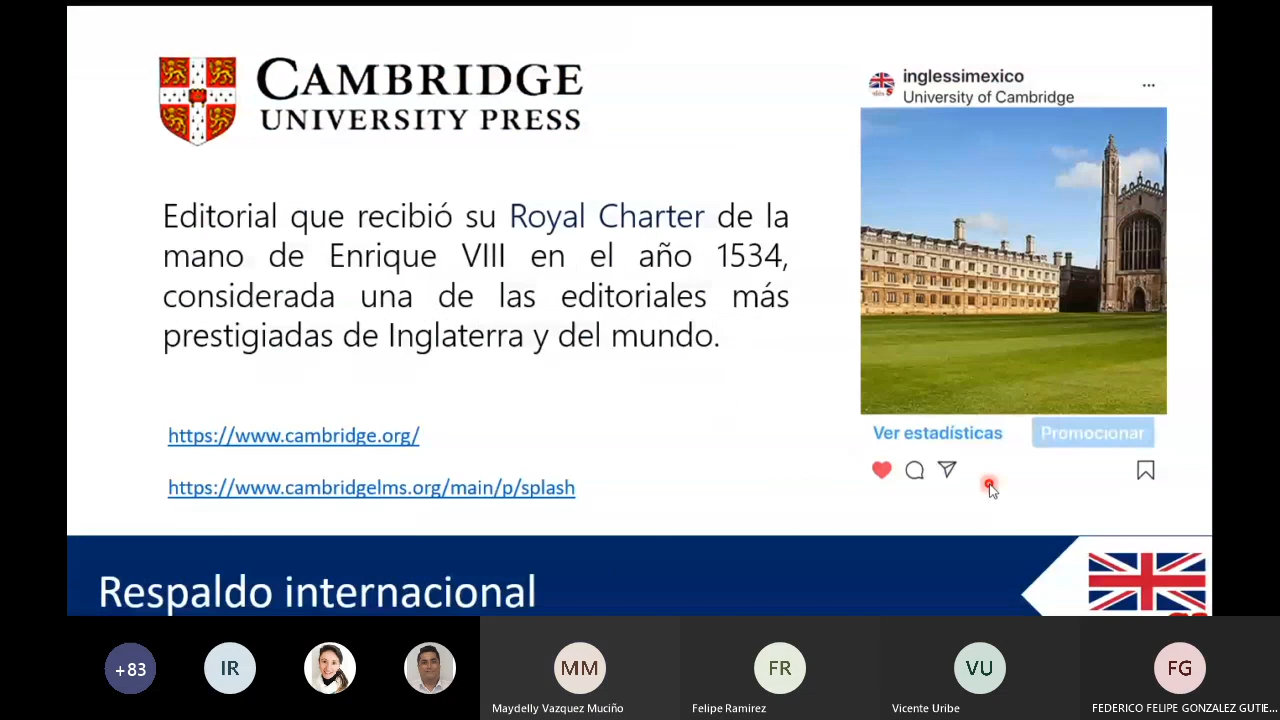 CAMBRIDGE
UNIVERSITY PRESS
inglessimexico
University of Cambridge
Editorial que recibió su Royal Charter de la
mano de Enrique VIII en el año 1534,
considerada una de las editoriales más
prestigiadas de Inglaterra y del mundo.
Ver estadísticas
Promocionar
https://www.cambridge.org/
https://www.cambridgelms.org/main/p/splash
Respaldo internacional
+83
IR
MM
FR
VU
FG
Maydelly Vazquez Muciño
Felipe Ramirez
Vicente Uribe
FEDERICO FELIPE GONZALEZ GUTIE...